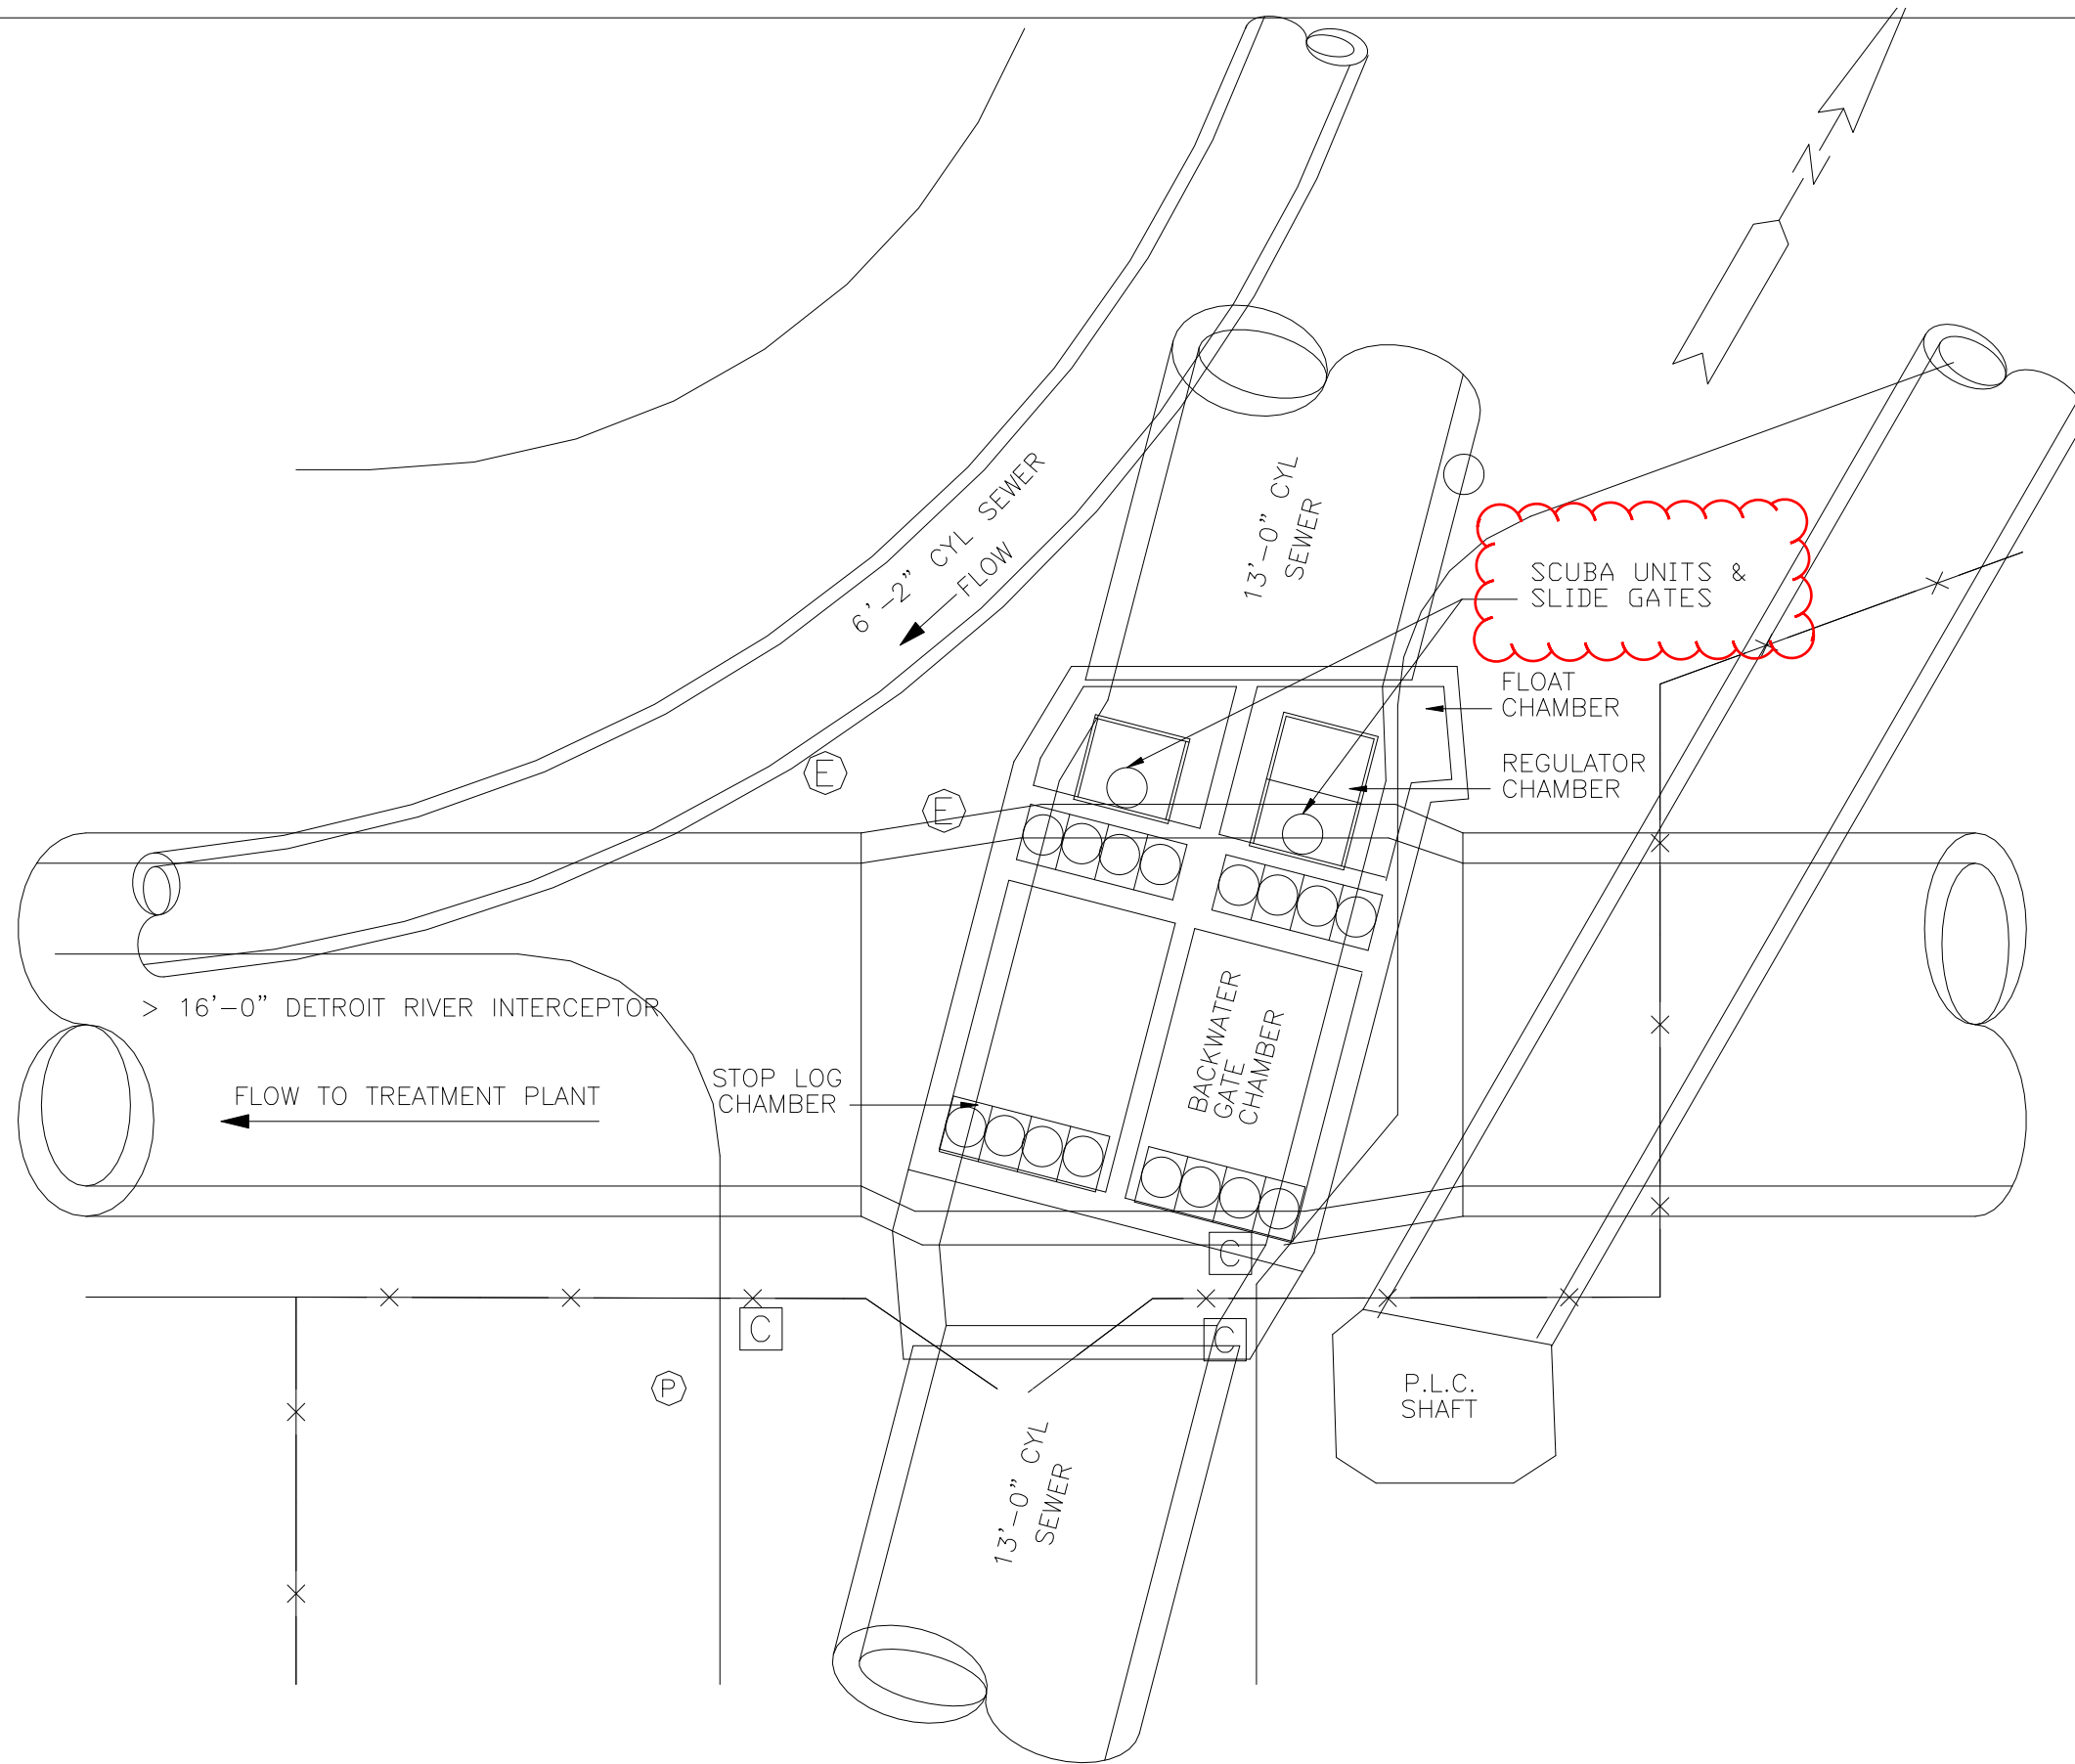 N
6'-2" CYL SEWER
FLOW
13'-0" CYL
SEWER
SCUBA UNITS &
SLIDE GATES
FLOAT
CHAMBER
REGULATOR
CHAMBER
E
E
> 16'-0" DETROIT RIVER INTERCEPTOR
FLOW TO TREATMENT PLANT
STOP LOG
CHAMBER
BACKWATER
GATE
CHAMBER
C
C
C
P
P.L.C.
SHAFT
13'-0" CYL
SEWER